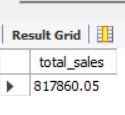 Result Grid
total_sales
817860.05